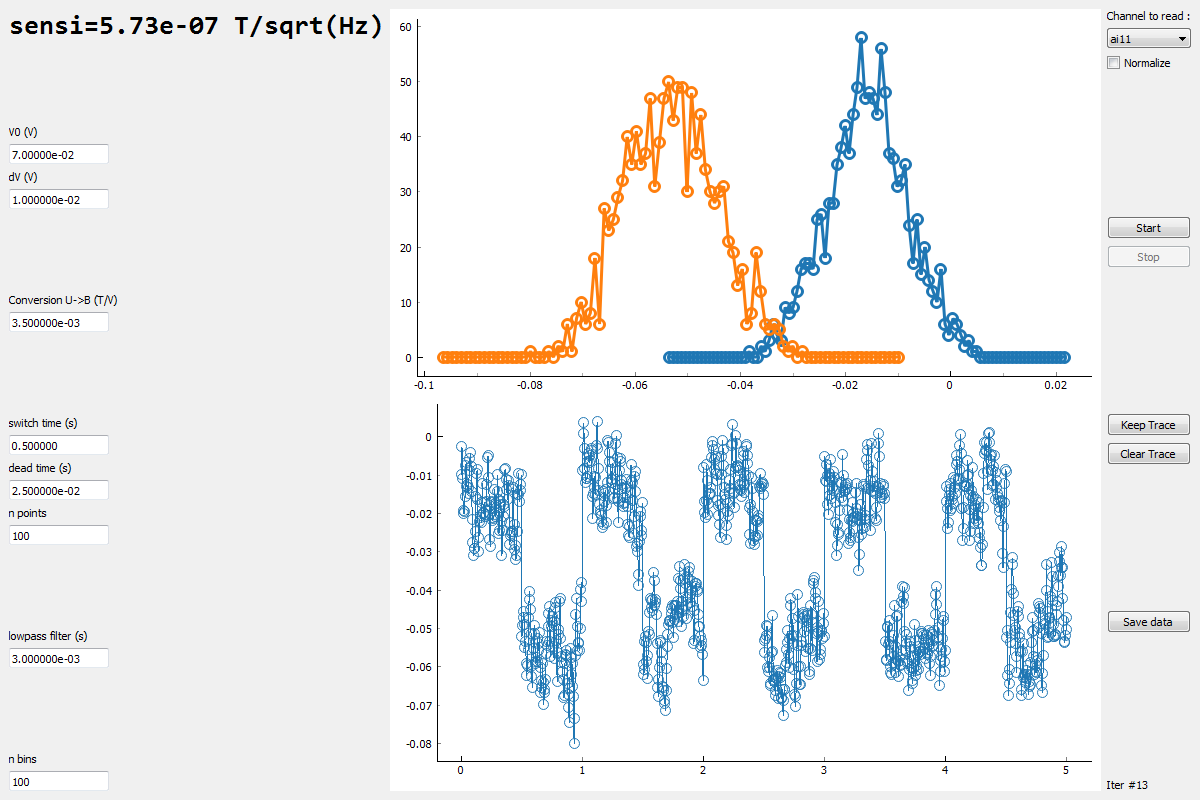 sensi=5.73e-07 T/sqrt(Hz)
V0 (V)
7.00000e-02
dV (V)
1.000000e-02
Conversion U->B (T/V)
3.500000e-03
switch time (s)
0.500000
dead time (s)
2.500000e-02
n points
100
lowpass filter (s)
3.000000e-03
n bins
100
60
50
40
30
20
10
0
-0.1 -0.08 -0.06 -0.04 -0.02 0 0.02
0
-0.01
-0.02
-0.03
-0.04
-0.05
-0.06
-0.07
-0.08
0 1 2 3 4 5
Channel to read :
ai11
Normalize
Start
Stop
Keep Trace
Clear Trace
Save data
Iter #13